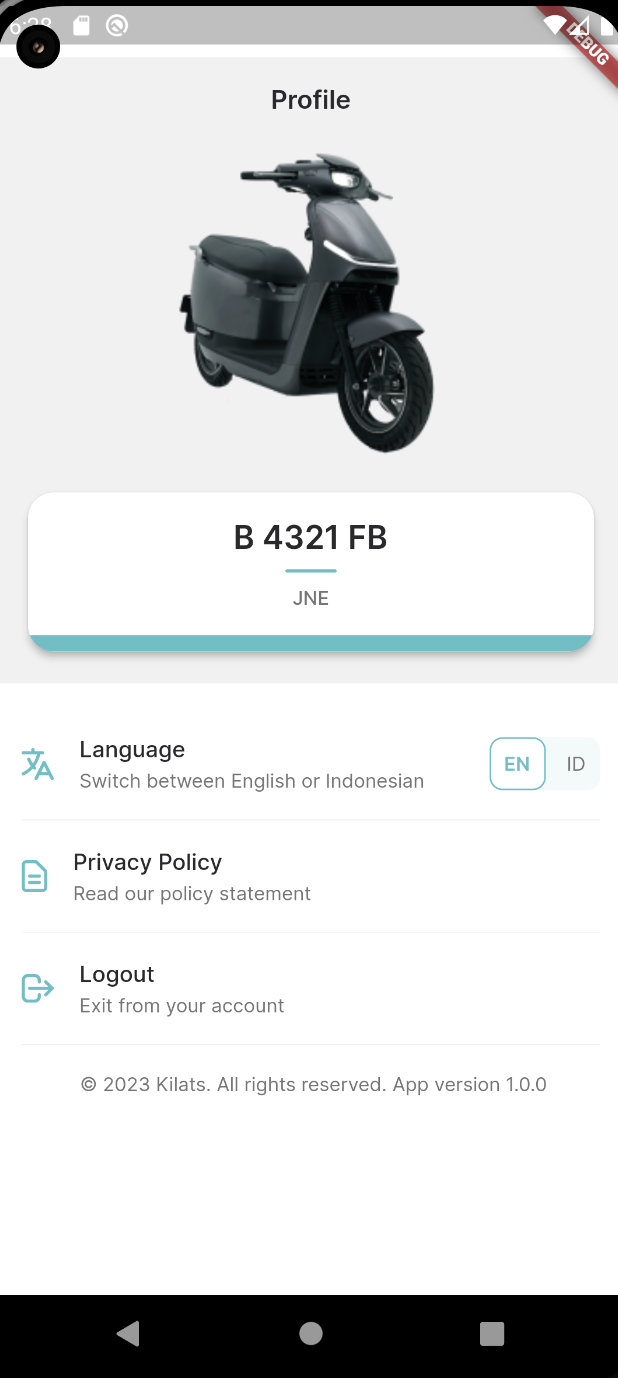 6:28
DEBUG
Profile
B 4321 FB
JNE
Language
Switch between English or Indonesian
EN
ID
Privacy Policy
Read our policy statement
Logout
Exit from your account
© 2023 Kilats. All rights reserved. App version 1.0.0